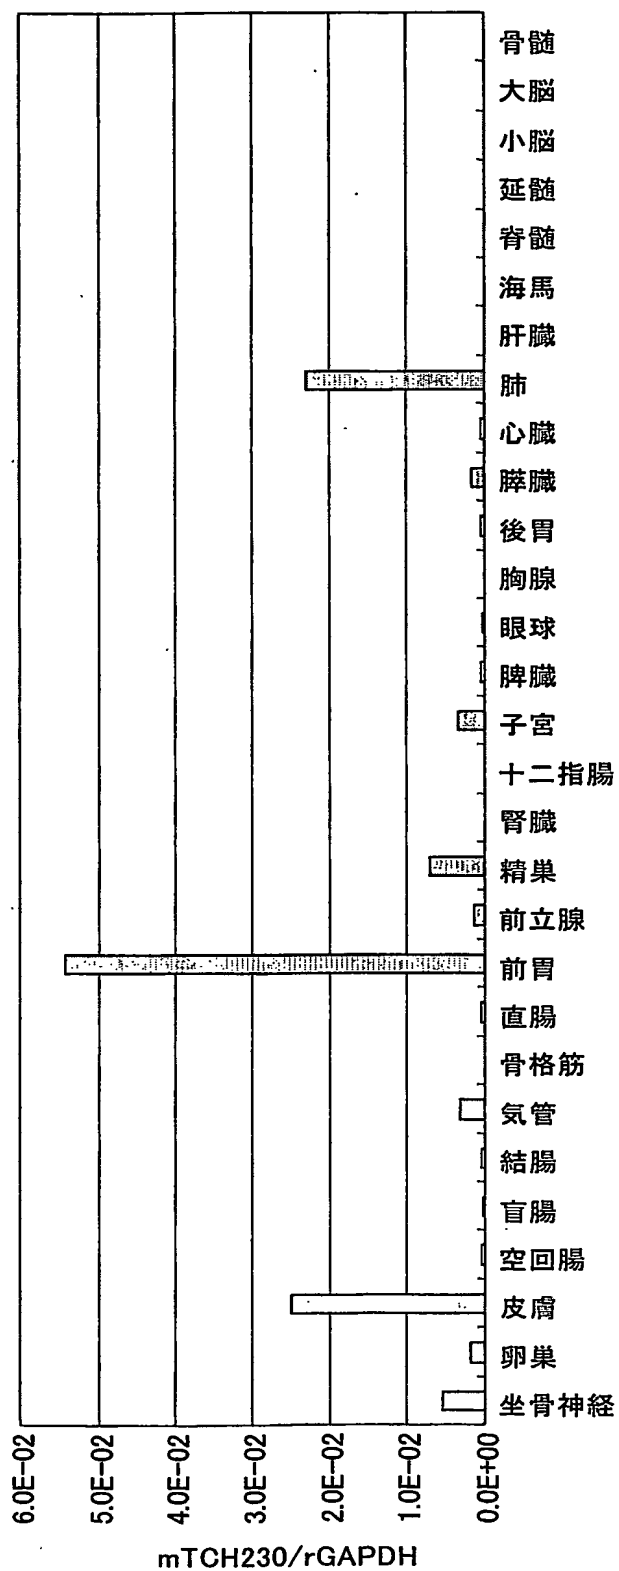 骨髄
大脳
小脳
延髄
脊髄
海馬
肝臓
肺
心臓
膵臓
後胃
胸腺
眼球
脾臓
子宮
十二指腸
腎臓
精巣
前立腺
前胃
直腸
骨格筋
気管
結腸
盲腸
空回腸
皮膚
卵巣
坐骨神経
6.0E-02
5.0E-02
4.0E-02
3.0E-02
2.0E-02
1.0E-02
0.0E+00
mTCH230/rGAPDH